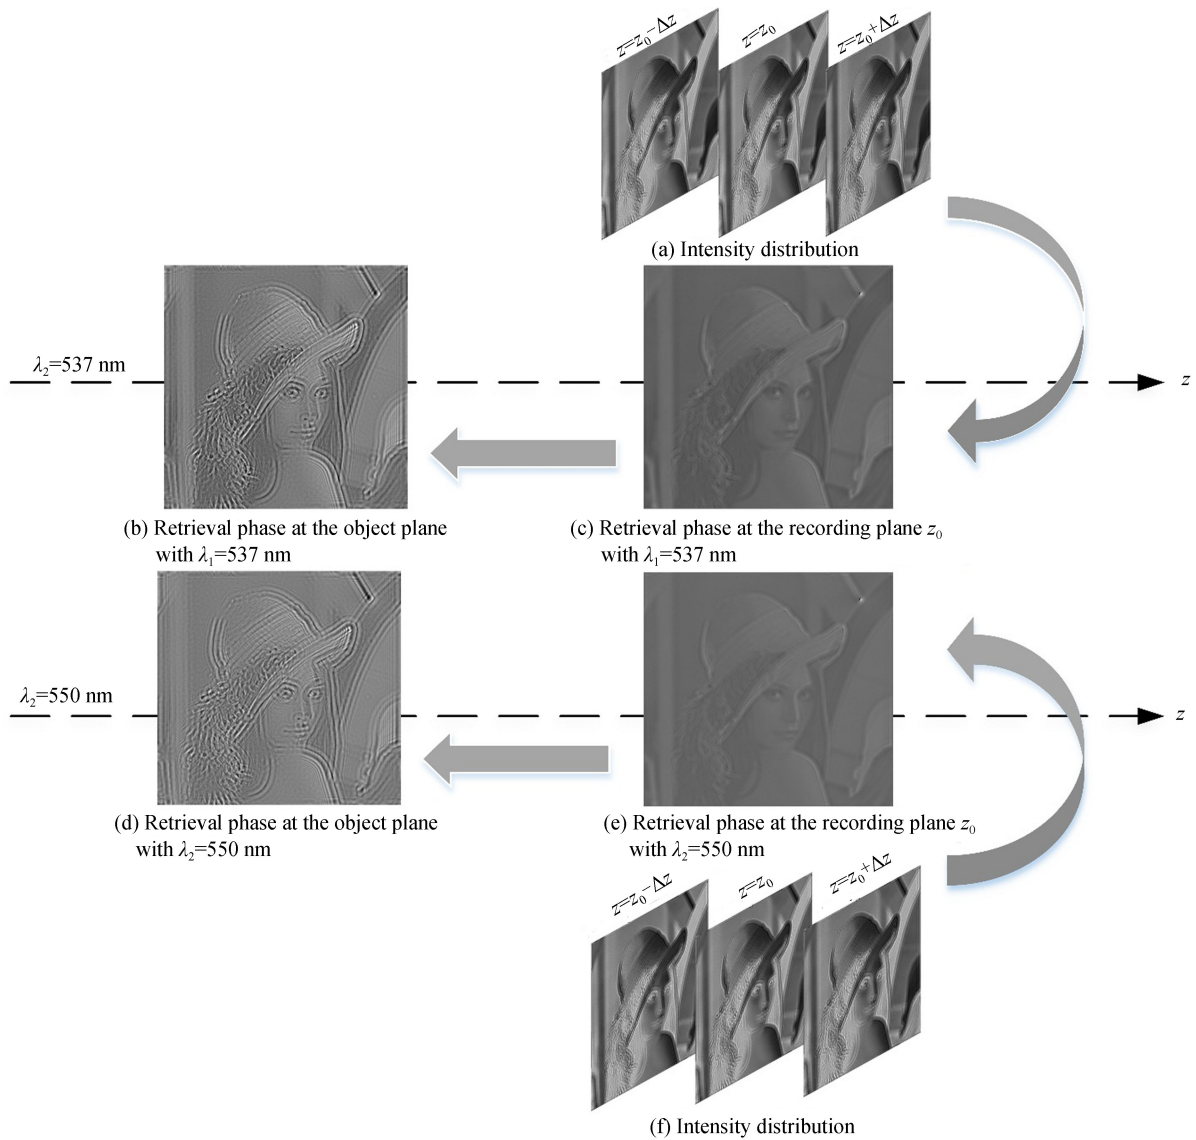 z=z₀−Δz
z=z₀
z=z₀+Δz
(a) Intensity distribution
λ₂=537 nm
z
(b) Retrieval phase at the object plane
with λ₁=537 nm
(c) Retrieval phase at the recording plane z₀
with λ₁=537 nm
λ₂=550 nm
z
(d) Retrieval phase at the object plane
with λ₂=550 nm
(e) Retrieval phase at the recording plane z₀
with λ₂=550 nm
z=z₀−Δz
z=z₀
z=z₀+Δz
(f) Intensity distribution